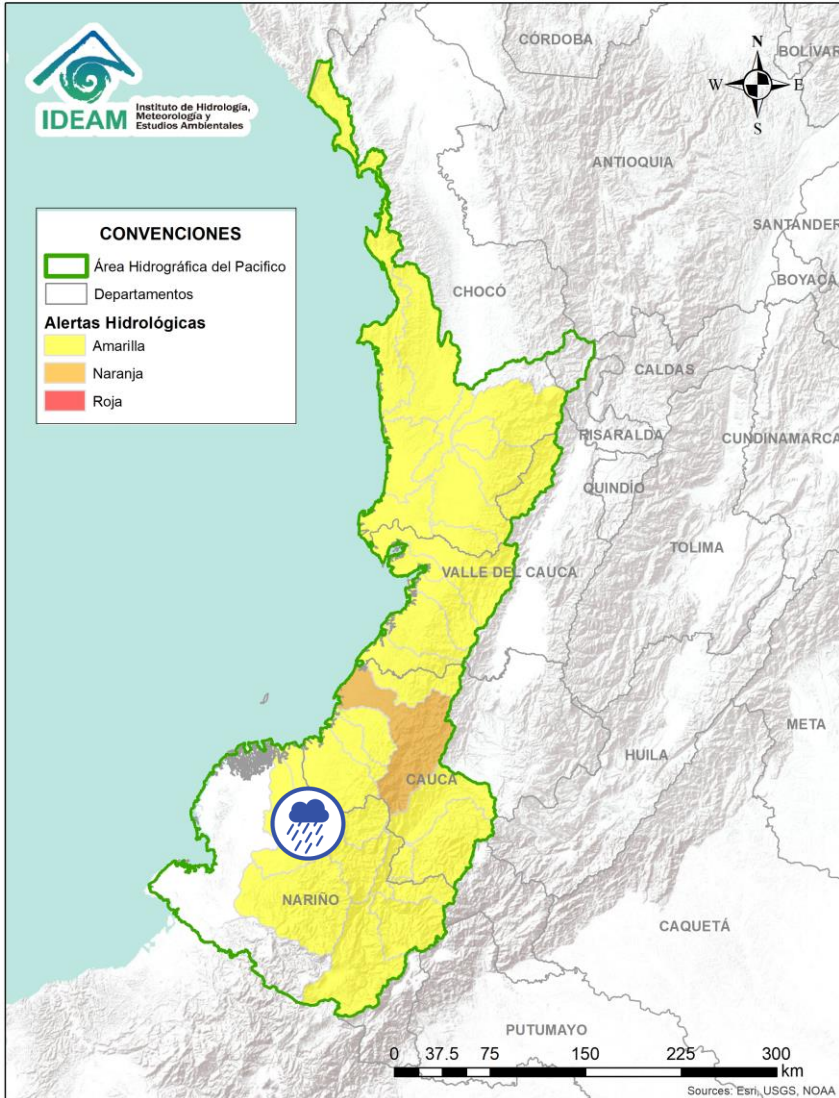 IDEAM
Instituto de Hidrología,
Meteorología y
Estudios Ambientales
N
W
E
S
CÓRDOBA
BOLÍVAR
ANTIOQUIA
SANTANDER
BOYACÁ
CHOCÓ
CALDAS
RISARALDA
CUNDINAMARCA
QUINDÍO
TOLIMA
VALLE DEL CAUCA
META
HUILA
CAUCA
NARIÑO
CAQUETÁ
PUTUMAYO
CONVENCIONES
Área Hidrográfica del Pacifico
Departamentos
Alertas Hidrológicas
Amarilla
Naranja
Roja
0 37.5 75 150 225 300
km
Sources: Esri, USGS, NOAA